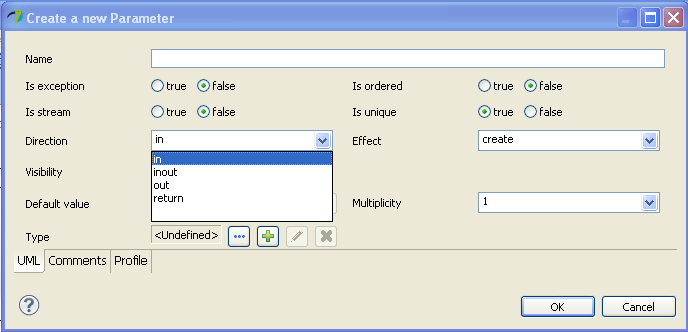 Create a new Parameter
Name
Is exception true false Is ordered true false
Is stream true false Is unique true false
Direction in Effect create
in
inout
out
return
Visibility
Default value Multiplicity 1
Type <Undefined> ...
UML Comments Profile
? OK Cancel